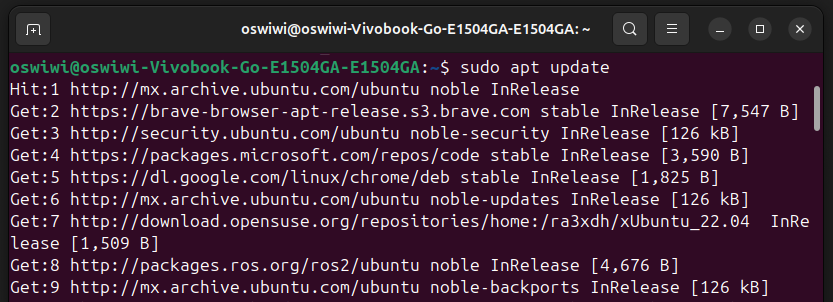 oswiwi@oswiwi-Vivobook-Go-E1504GA-E1504GA: ~
oswiwi@oswiwi-Vivobook-Go-E1504GA-E1504GA:~$ sudo apt update
Hit:1 http://mx.archive.ubuntu.com/ubuntu noble InRelease
Get:2 https://brave-browser-apt-release.s3.brave.com stable InRelease [7,547 B]
Get:3 http://security.ubuntu.com/ubuntu noble-security InRelease [126 kB]
Get:4 https://packages.microsoft.com/repos/code stable InRelease [3,590 B]
Get:5 https://dl.google.com/linux/chrome/deb stable InRelease [1,825 B]
Get:6 http://mx.archive.ubuntu.com/ubuntu noble-updates InRelease [126 kB]
Get:7 http://download.opensuse.org/repositories/home:/ra3xdh/xUbuntu_22.04  InRe
lease [1,509 B]
Get:8 http://packages.ros.org/ros2/ubuntu noble InRelease [4,676 B]
Get:9 http://mx.archive.ubuntu.com/ubuntu noble-backports InRelease [126 kB]